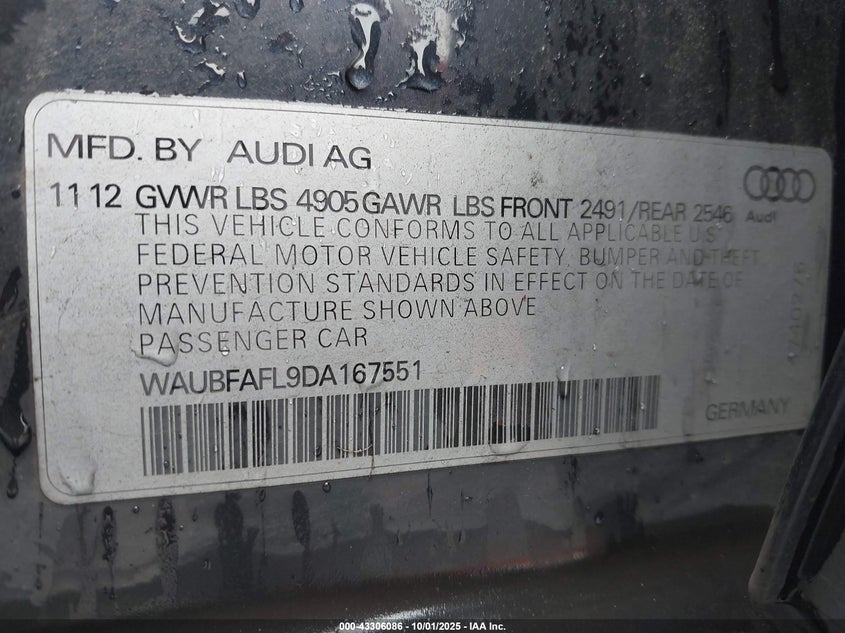 MFD. BY AUDI AG
11 12 GVWR LBS 4905 GAWR LBS FRONT 2491/REAR 2546
Audi
THIS VEHICLE CONFORMS TO ALL APPLICABLE U.S.
FEDERAL MOTOR VEHICLE SAFETY, BUMPER AND THEFT
PREVENTION STANDARDS IN EFFECT ON THE DATE OF
MANUFACTURE SHOWN ABOVE
PASSENGER CAR
WAUBFAFL9DA167551
GERMANY
000-43306086 - 10/01/2025 - IAA Inc.